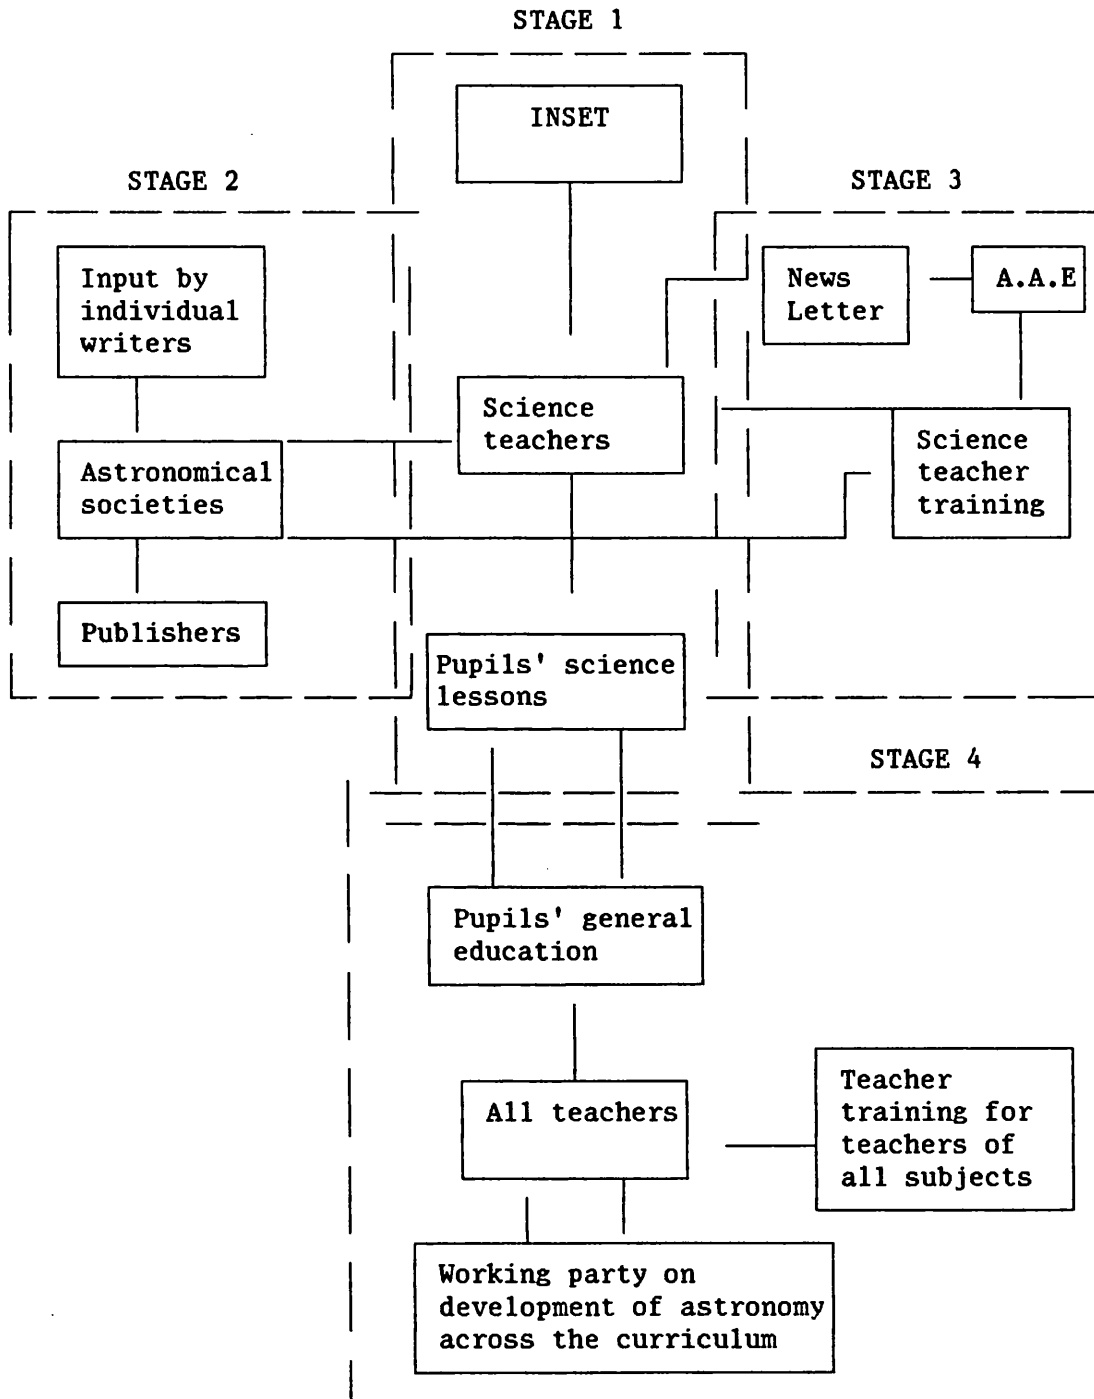 STAGE 1
INSET
STAGE 2
STAGE 3
Input by
individual
writers
News
Letter
A.A.E
Science
teachers
Science
teacher
training
Astronomical
societies
Publishers
Pupils' science
lessons
STAGE 4
Pupils' general
education
All teachers
Teacher
training for
teachers of
all subjects
Working party on
development of astronomy
across the curriculum